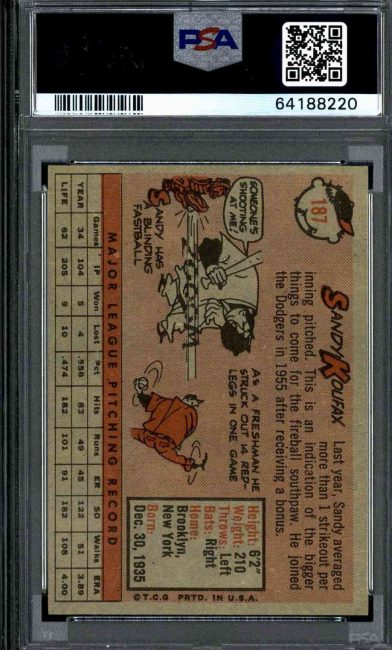 PSA
64188220
187
SANDY KOUFAX
Last year, Sandy averaged
more than 1 strikeout per
inning pitched. This is an indication of the bigger
things to come for the fireball southpaw. He joined
the Dodgers in 1955 after receiving a bonus.
SOMEONE'S
SHOOTING
AT ME!
ZOOOM
SANDY HAS
BLINDING
FASTBALL
AS A FRESHMAN HE
STRUCK OUT 14 RED-
LEGS IN ONE GAME
Height: 6'2"
Weight: 210
Throws: Left
Bats: Right
Home:
Brooklyn,
New York
Born:
Dec. 30, 1935
MAJOR LEAGUE PITCHING RECORD
Games IP Won Lost Pct Hits Runs ER SO Walks ERA
YEAR 34 104 5 4 .556 83 49 45 122 51 3.89
LIFE 62 205 9 10 .474 182 101 91 182 108 4.00
© T.C.G. PRTD. IN U.S.A.